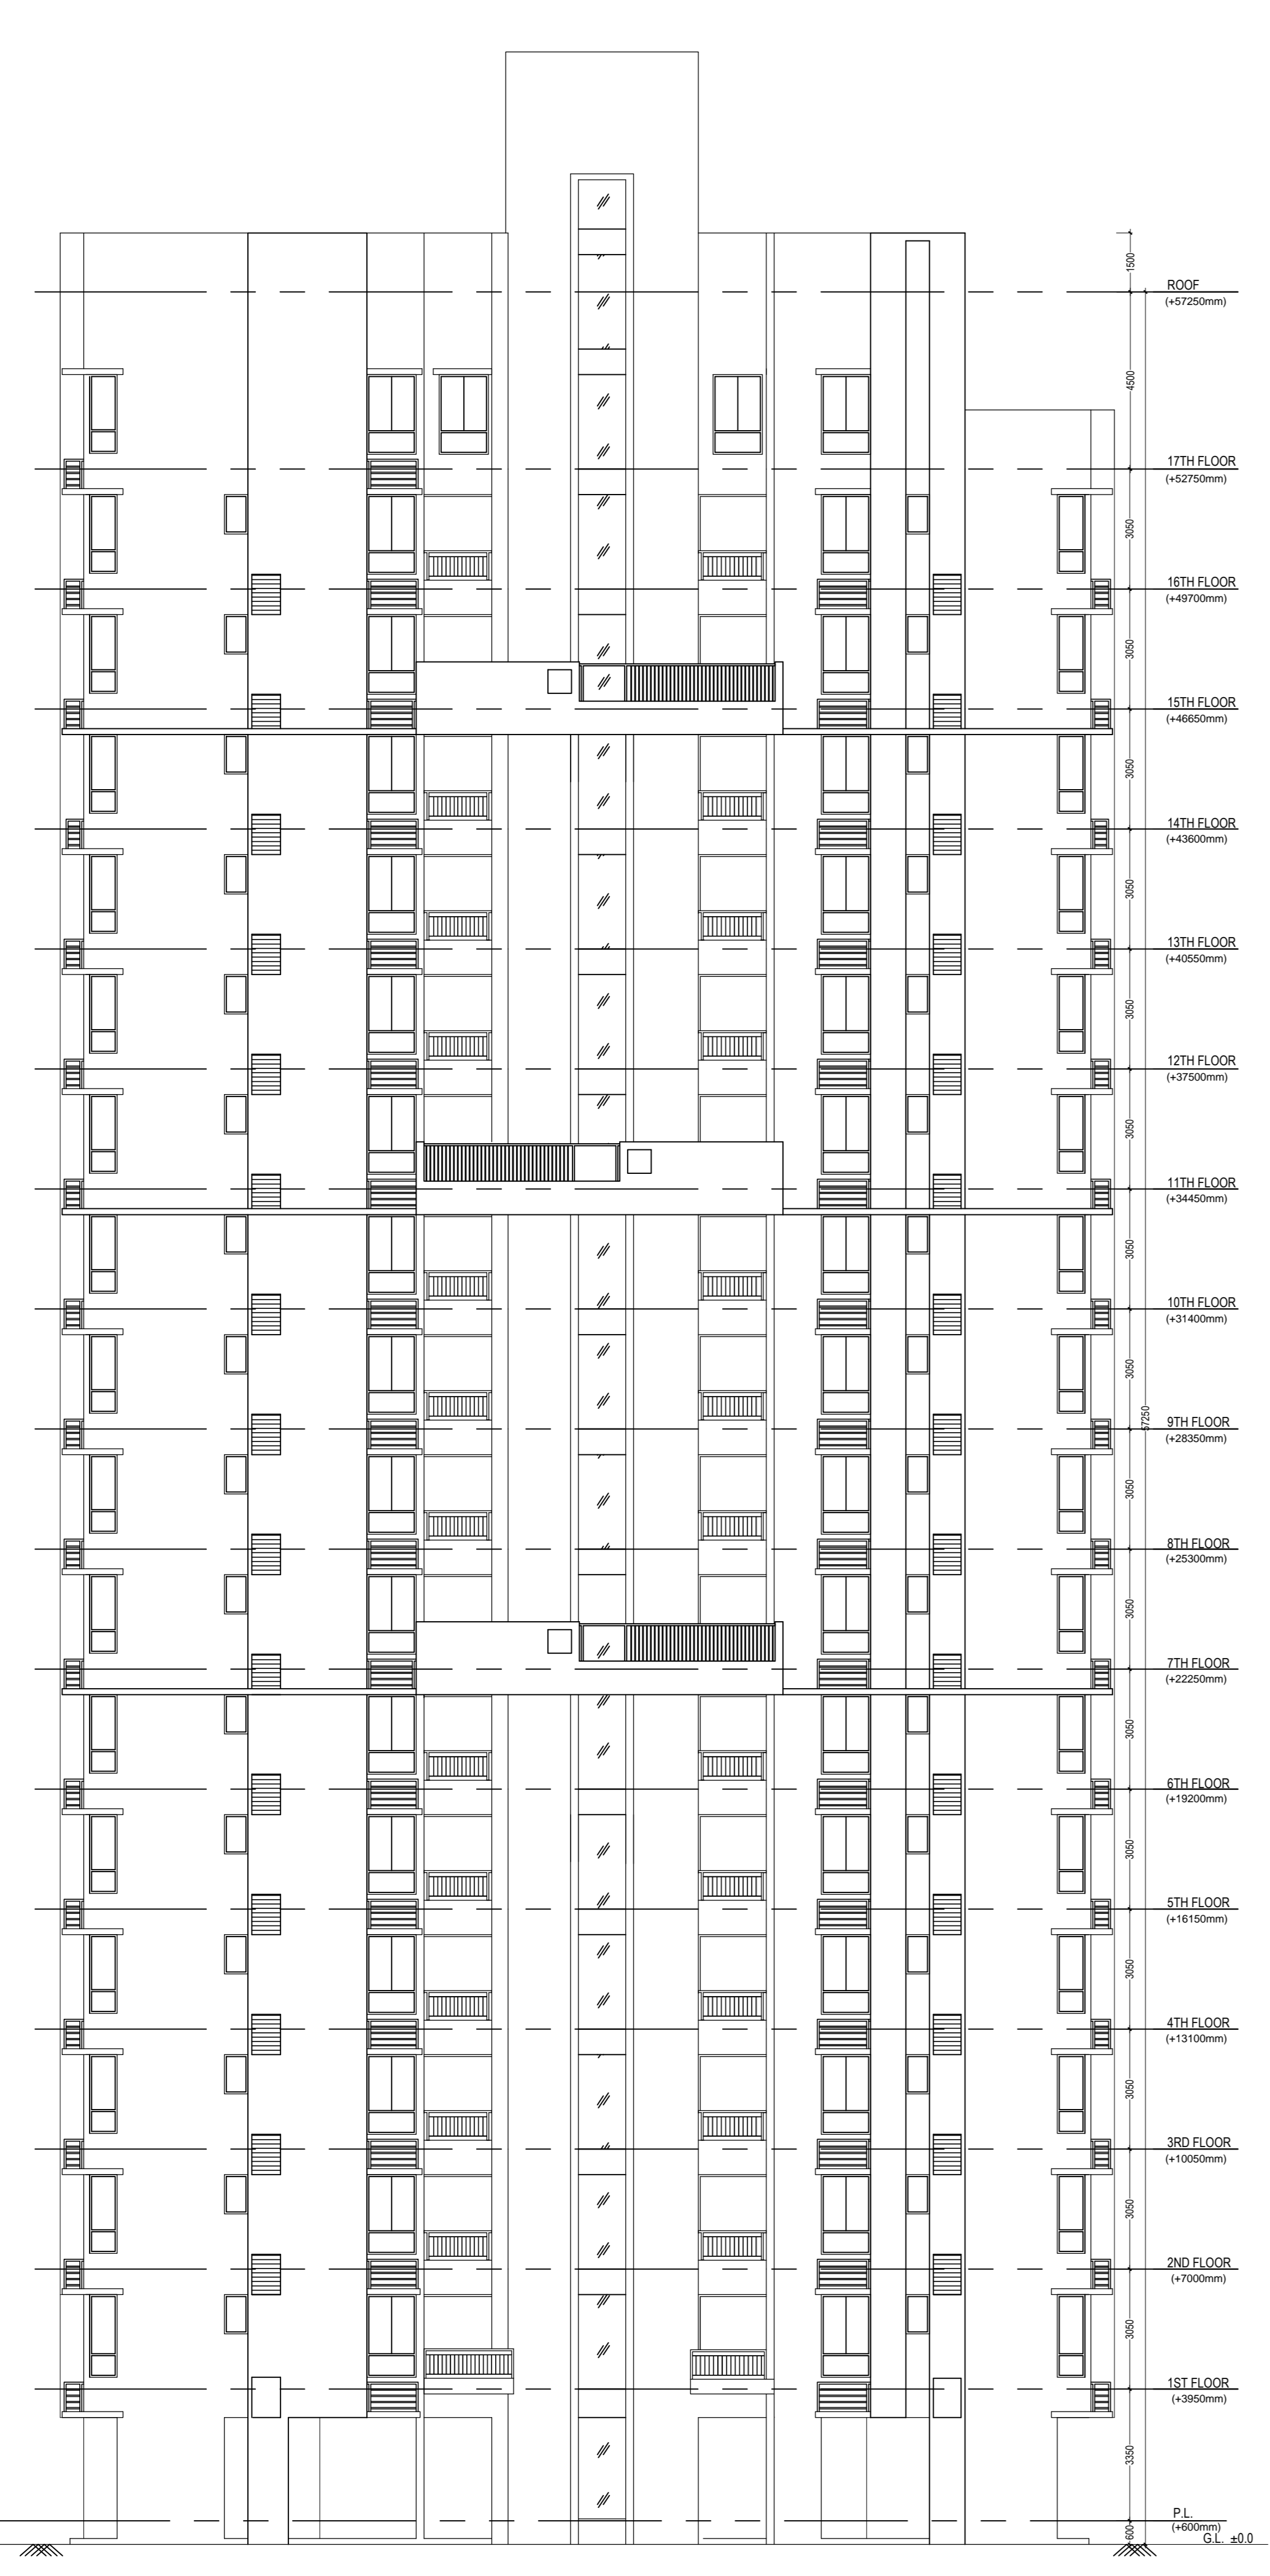 1500
ROOF
(+57250mm)
4500
17TH FLOOR
(+52750mm)
3050
16TH FLOOR
(+49700mm)
3050
15TH FLOOR
(+46650mm)
3050
14TH FLOOR
(+43600mm)
3050
13TH FLOOR
(+40550mm)
3050
12TH FLOOR
(+37500mm)
3050
11TH FLOOR
(+34450mm)
3050
10TH FLOOR
(+31400mm)
3050
57250
9TH FLOOR
(+28350mm)
3050
8TH FLOOR
(+25300mm)
3050
7TH FLOOR
(+22250mm)
3050
6TH FLOOR
(+19200mm)
3050
5TH FLOOR
(+16150mm)
3050
4TH FLOOR
(+13100mm)
3050
3RD FLOOR
(+10050mm)
3050
2ND FLOOR
(+7000mm)
3050
1ST FLOOR
(+3950mm)
3350
P.L.
(+600mm)
600
G.L. ±0.0